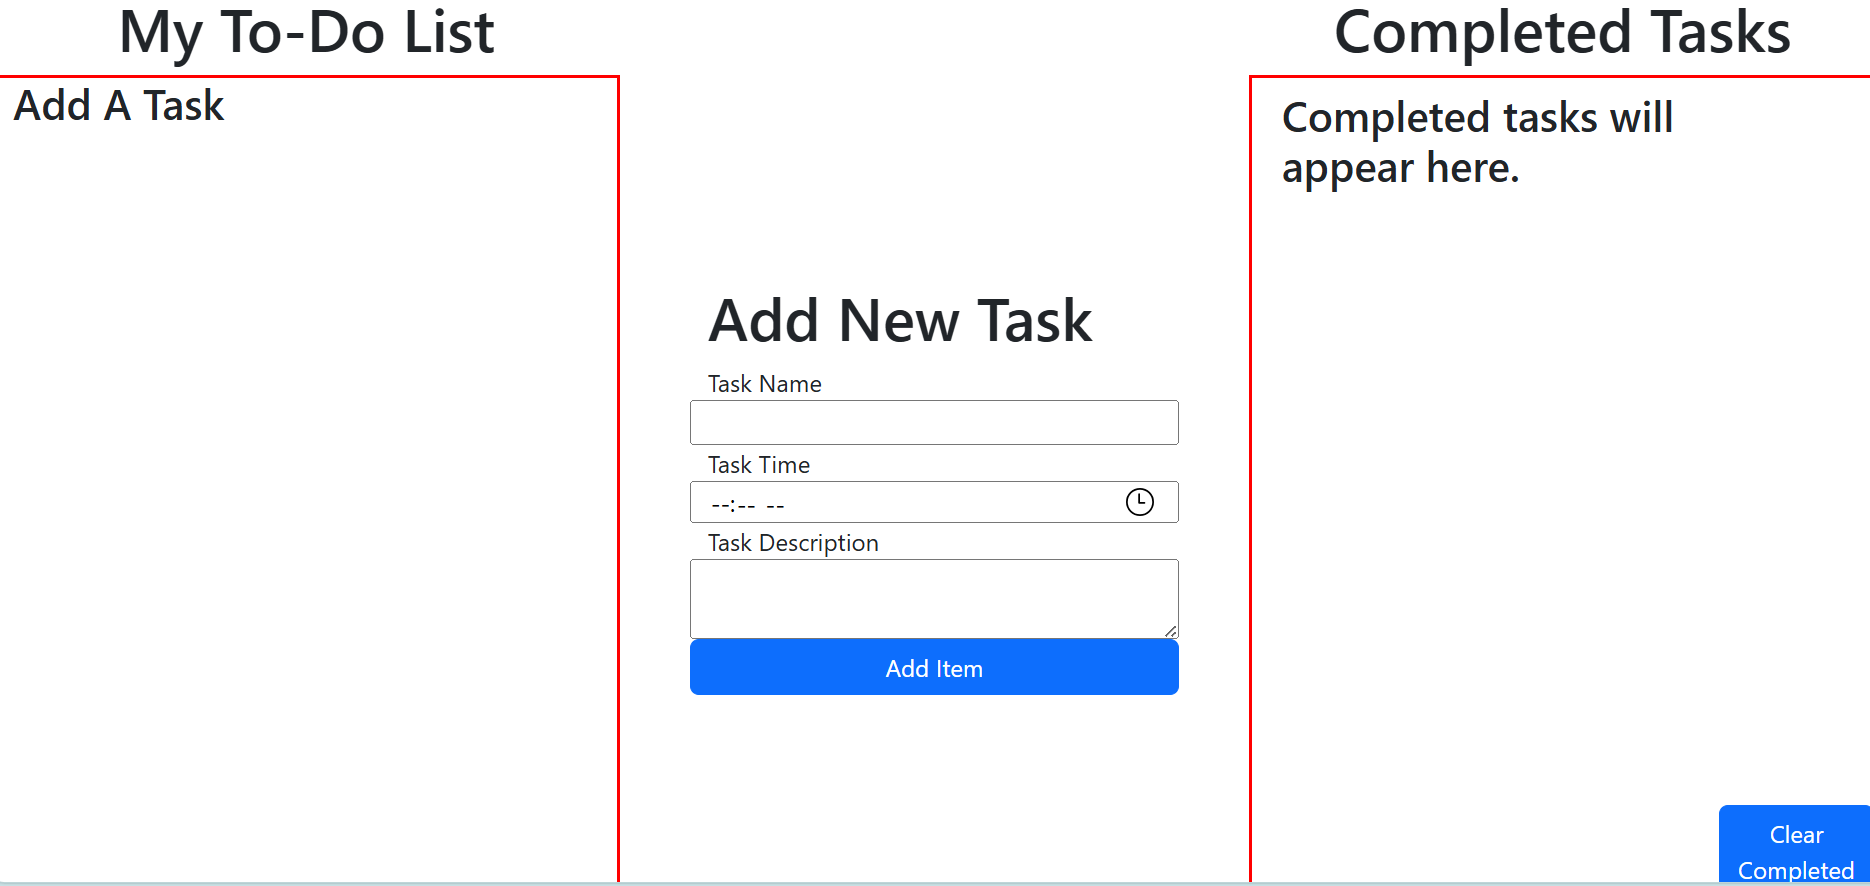 My To-Do List
Add A Task
Add New Task
Task Name
Task Time
--:-- --
Task Description
Add Item
Completed Tasks
Completed tasks will
appear here.
Clear
Completed